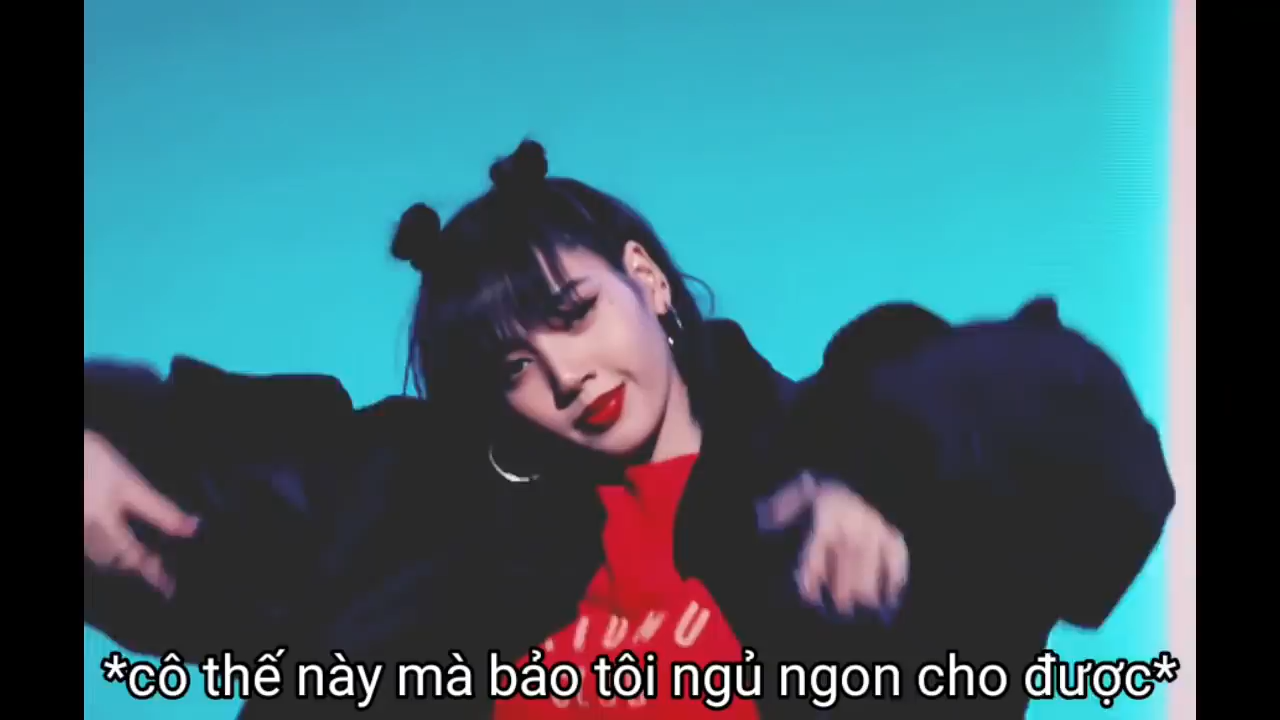 *cô thế này mà bảo tôi ngủ ngon cho được*